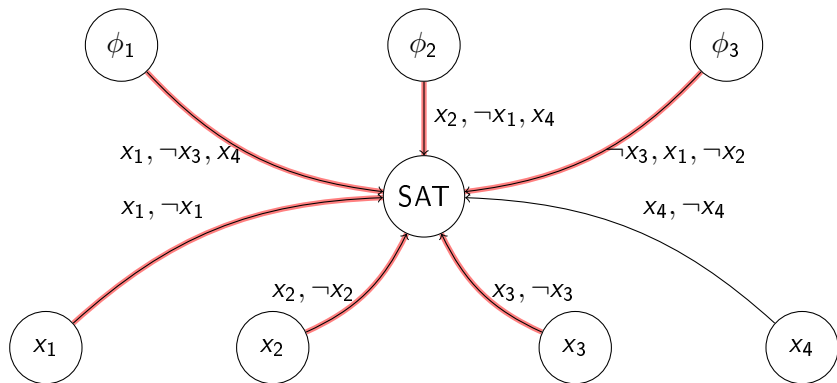 ϕ₁ ϕ₂ ϕ₃
x₂, ¬x₁, x₄
x₁, ¬x₃, x₄
¬x₃, x₁, ¬x₂
SAT
x₁, ¬x₁
x₄, ¬x₄
x₂, ¬x₂
x₃, ¬x₃
x₁ x₂ x₃ x₄